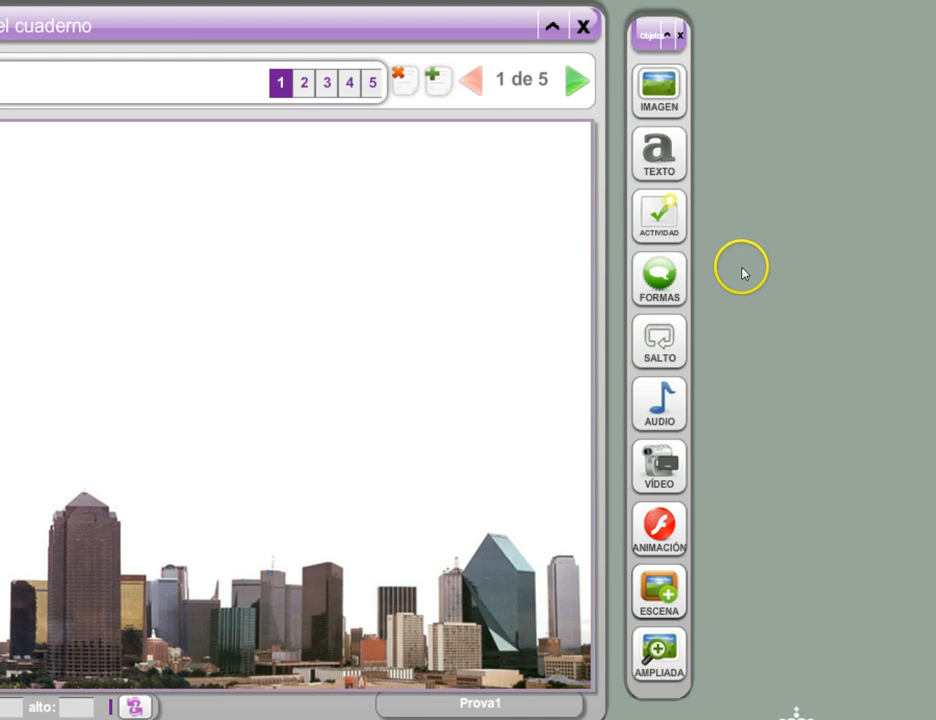 el cuaderno
X
Objetos
X
1 2 3 4 5
1 de 5
IMAGEN
a
TEXTO
ACTIVIDAD
FORMAS
SALTO
AUDIO
VÍDEO
ANIMACIÓN
ESCENA
AMPLIADA
alto:
Prova1